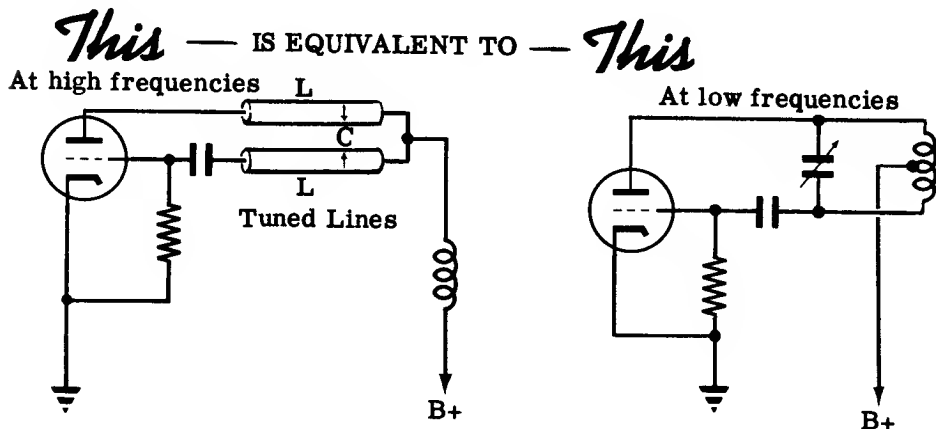 This — IS EQUIVALENT TO — This
At high frequencies
L
C
L
Tuned Lines
B+
At low frequencies
B+